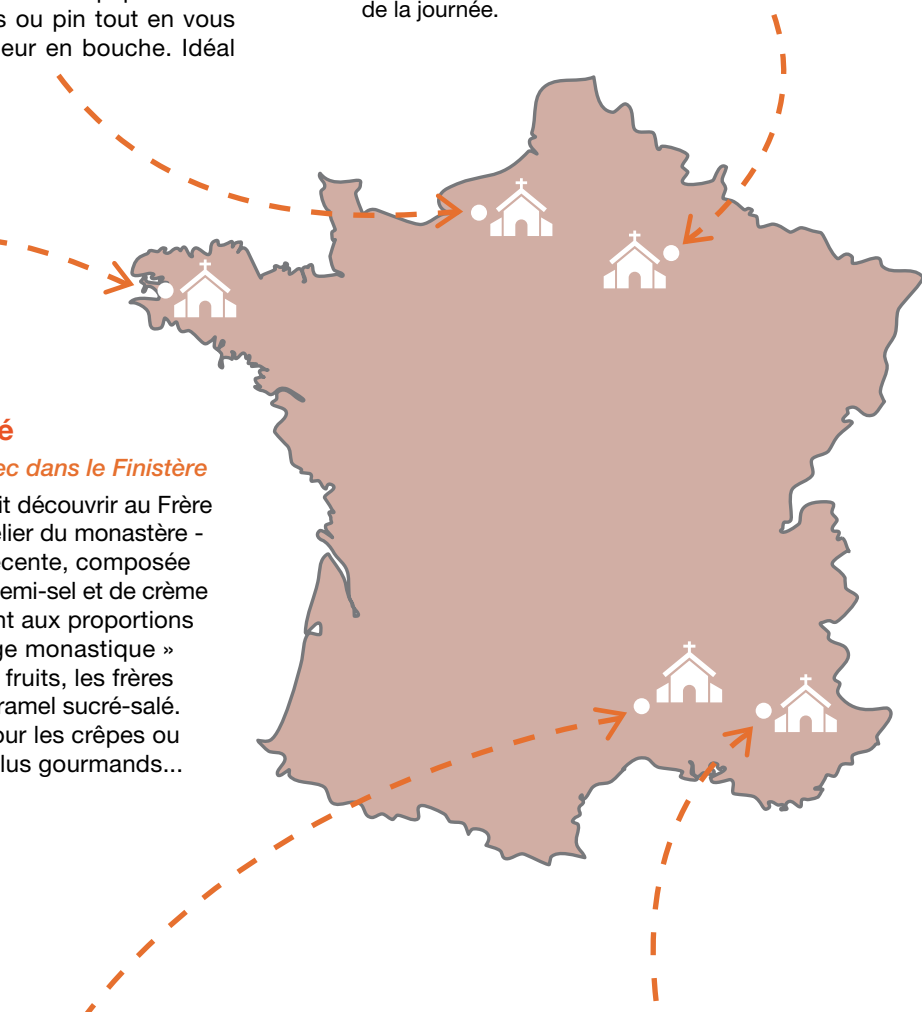 s ou pin tout en vous
eur en bouche. Idéal
de la journée.
é
ec dans le Finistère
it découvrir au Frère
élier du monastère -
écente, composée
emi-sel et de crème
nt aux proportions
ge monastique »
fruits, les frères
ramel sucré-salé.
our les crêpes ou
lus gourmands...